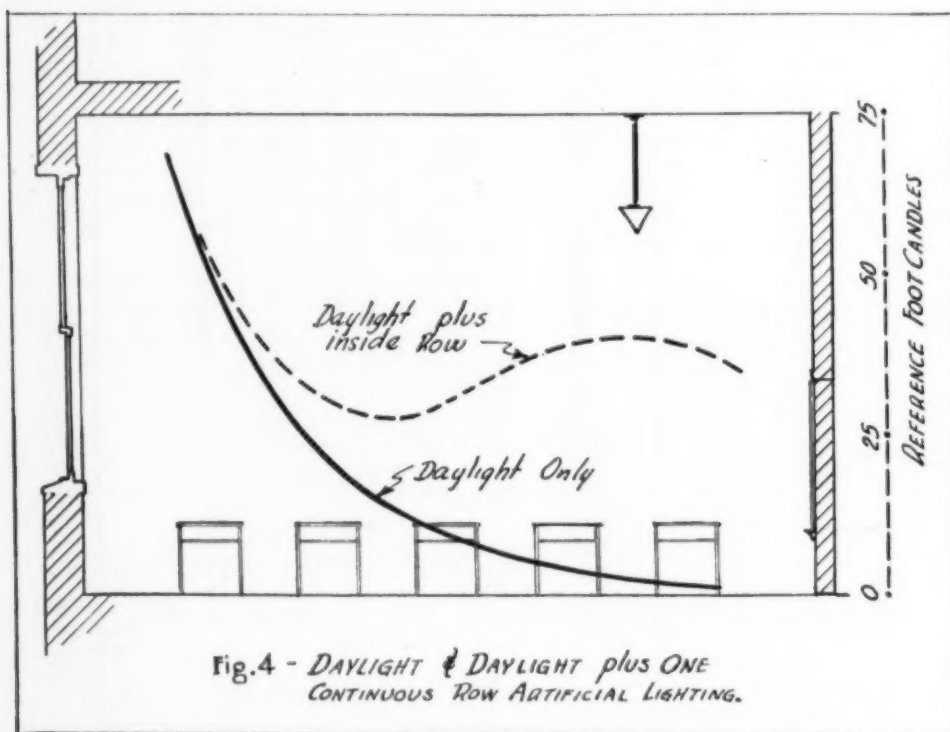 75
50
25
0
REFERENCE FOOT CANDLES
Daylight plus
inside Row
Daylight Only
Fig.4 - DAYLIGHT & DAYLIGHT plus ONE
CONTINUOUS ROW ARTIFICIAL LIGHTING.